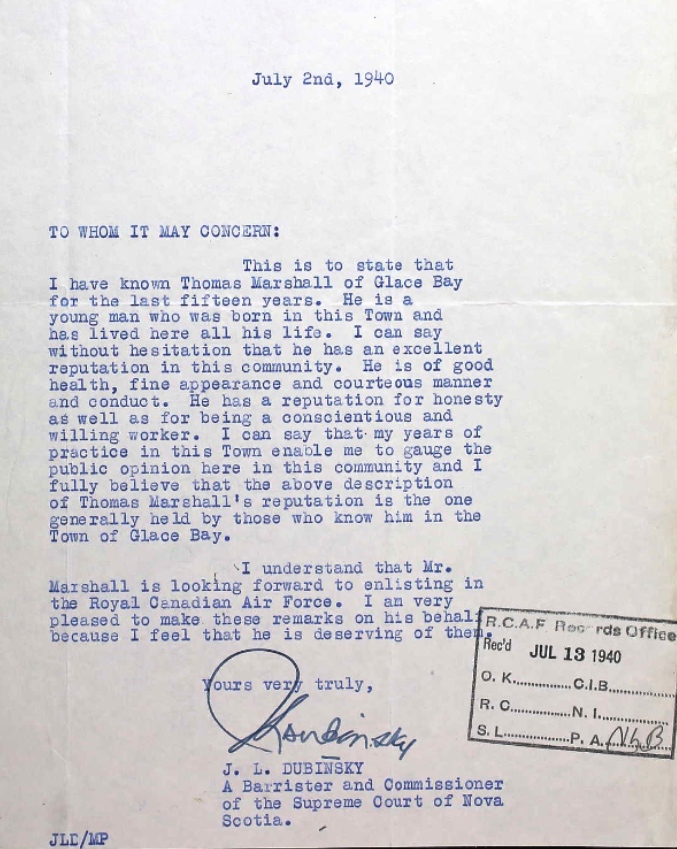 July 2nd, 1940
TO WHOM IT MAY CONCERN:
This is to state that
I have known Thomas Marshall of Glace Bay
for the last fifteen years.  He is a
young man who was born in this Town and
has lived here all his life.  I can say
without hesitation that he has an excellent
reputation in this community.  He is of good
health, fine appearance and courteous manner
and conduct.  He has a reputation for honesty
as well as for being a conscientious and
willing worker.  I can say that my years of
practice in this Town enable me to gauge the
public opinion here in this community and I
fully believe that the above description
of Thomas Marshall's reputation is the one
generally held by those who know him in the
Town of Glace Bay.
I understand that Mr.
Marshall is looking forward to enlisting in
the Royal Canadian Air Force.  I am very
pleased to make these remarks on his behalf
because I feel that he is deserving of them.
R.C.A.F. Records Office
Rec'd JUL 13 1940
O. K.............C.I.B...............
R. C.............N. I................
S. L.............P. A.
Yours very truly,
J. L. DUBINSKY
A Barrister and Commissioner
of the Supreme Court of Nova
Scotia.
JLD/MP